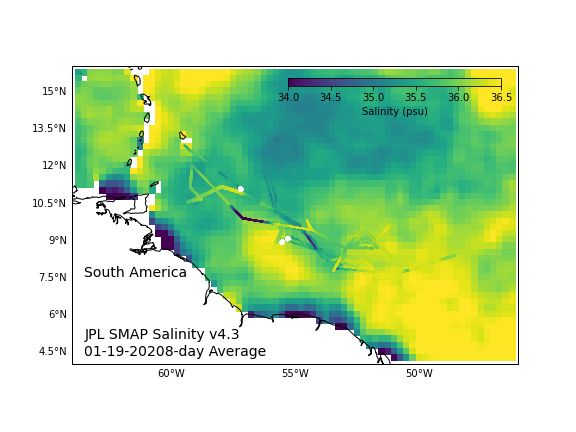 15°N
13.5°N
12°N
10.5°N
9°N
7.5°N
6°N
4.5°N
34.0 34.5 35.0 35.5 36.0 36.5
Salinity (psu)
South America
JPL SMAP Salinity v4.3
01-19-20208-day Average
60°W 55°W 50°W